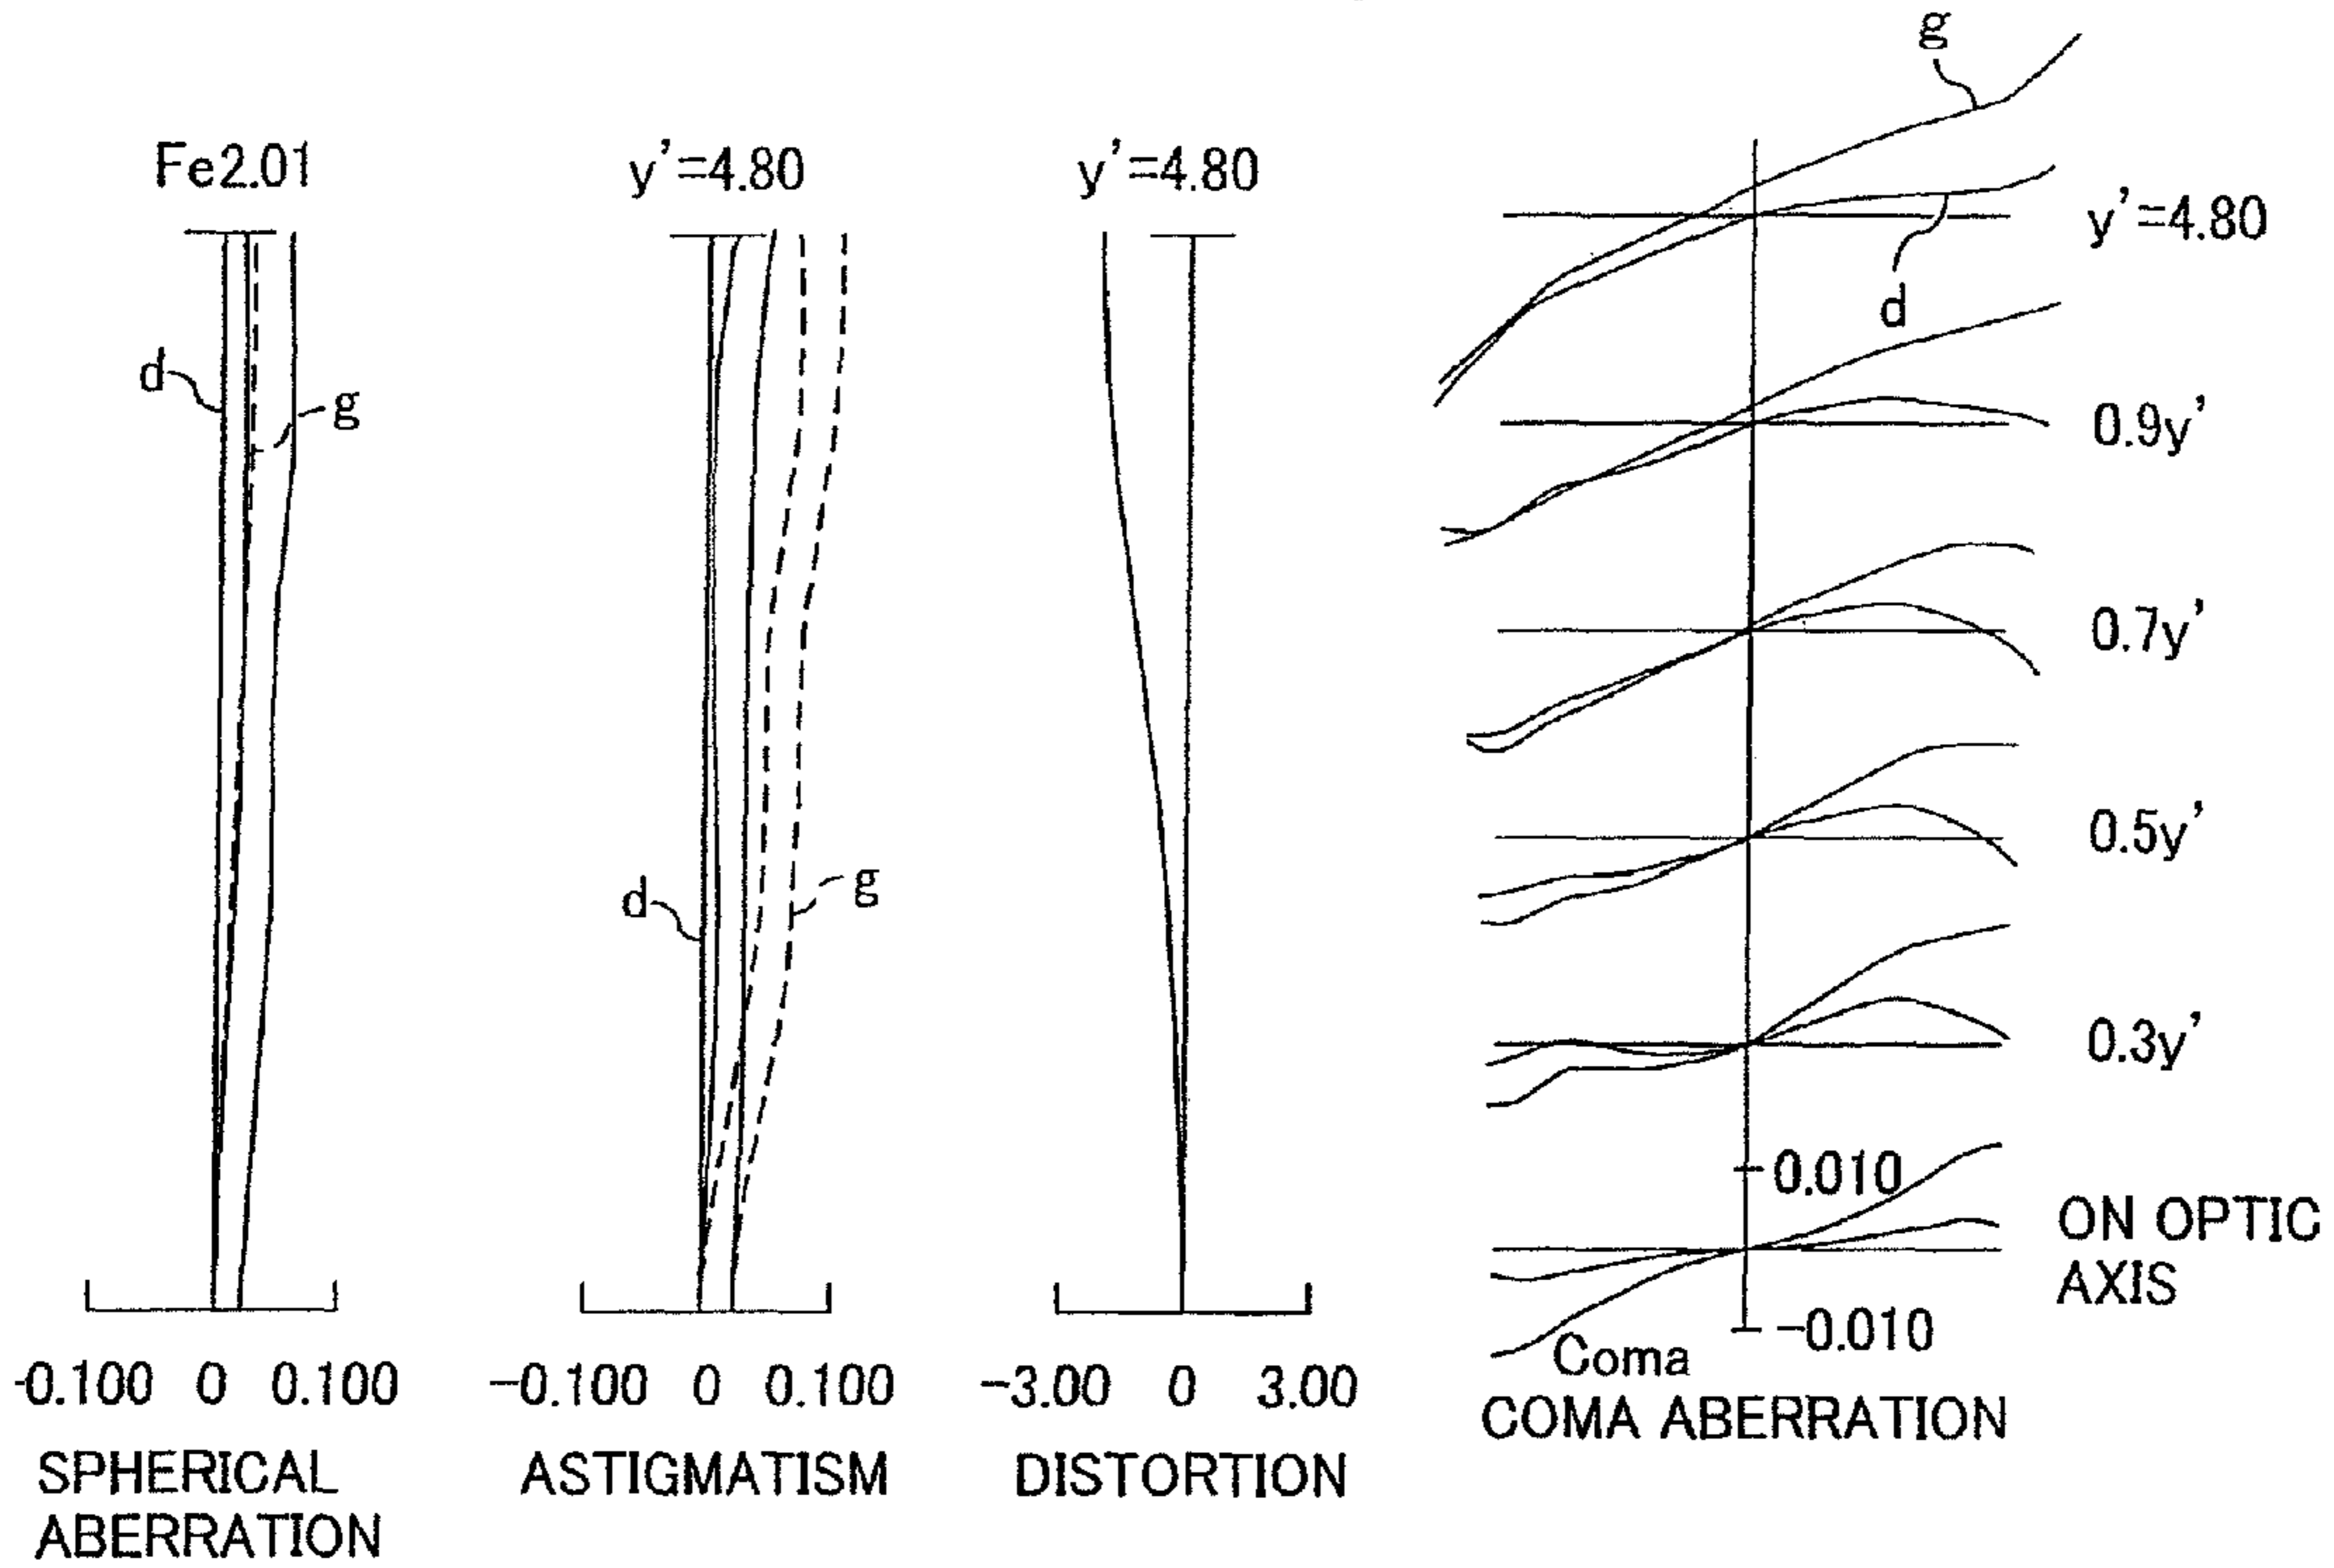 Fe2.01
d
g
-0.100 0 0.100
SPHERICAL
ABERRATION
y'=4.80
d
g
-0.100 0 0.100
ASTIGMATISM
y'=4.80
-3.00 0 3.00
DISTORTION
g
y'=4.80
d
0.9y'
0.7y'
0.5y'
0.3y'
0.010
ON OPTIC
AXIS
-0.010
Coma
COMA ABERRATION